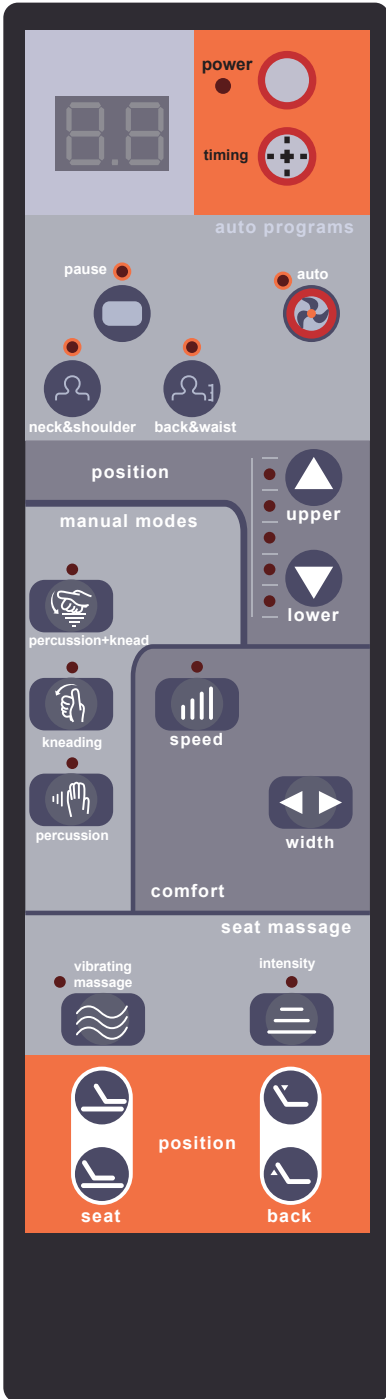 power
timing
auto programs
pause
auto
neck&shoulder
back&waist
position
upper
manual modes
lower
percussion+knead
kneading
speed
percussion
width
comfort
seat massage
vibrating
massage
intensity
position
seat
back